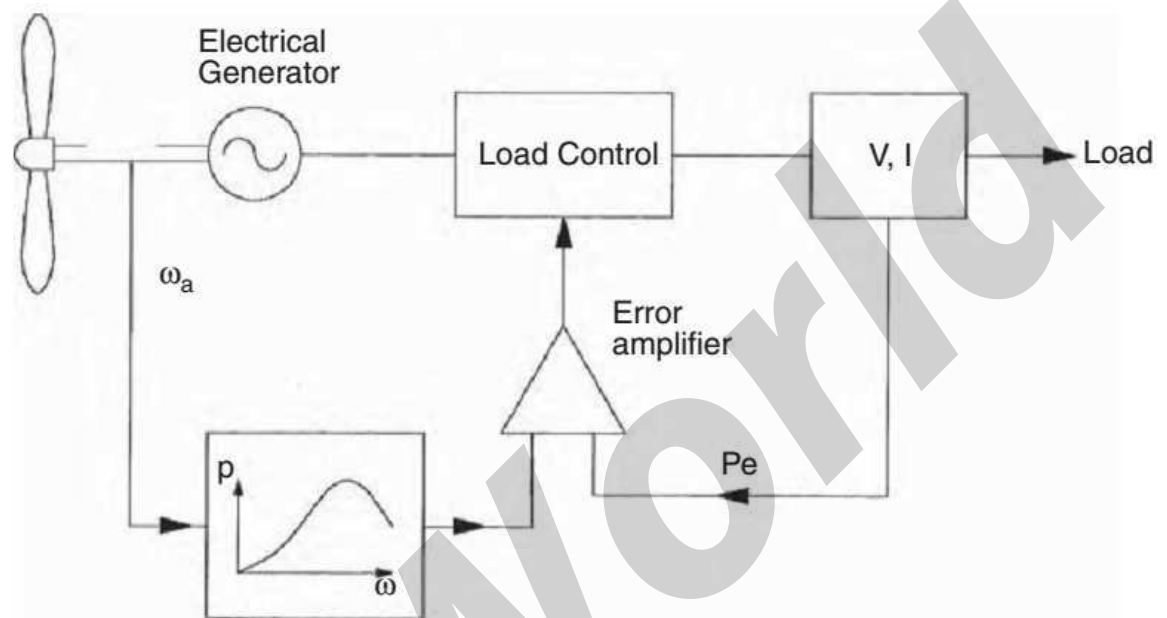 Electrical
Generator
Load Control
V, I
Load
ωa
Error
amplifier
Pe
p
ω
World